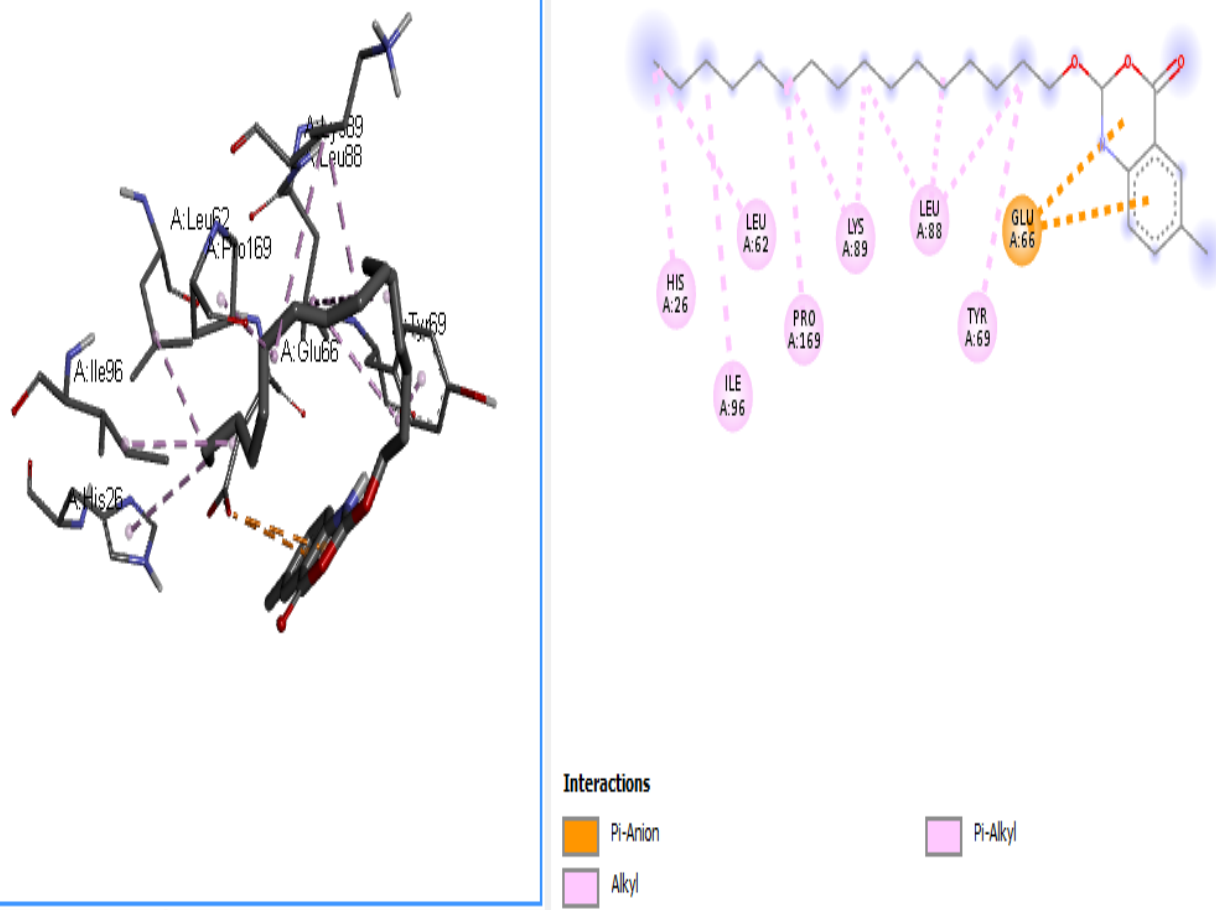 A:Lys89
A:Leu88
A:Leu62
A:Pro169
A:Tyr69
A:Glu66
A:Ile96
A:His26
O O O
N
LEU
A:62
LYS
A:89
LEU
A:88
GLU
A:66
HIS
A:26
PRO
A:169
TYR
A:69
ILE
A:96
Interactions
Pi-Anion
Pi-Alkyl
Alkyl